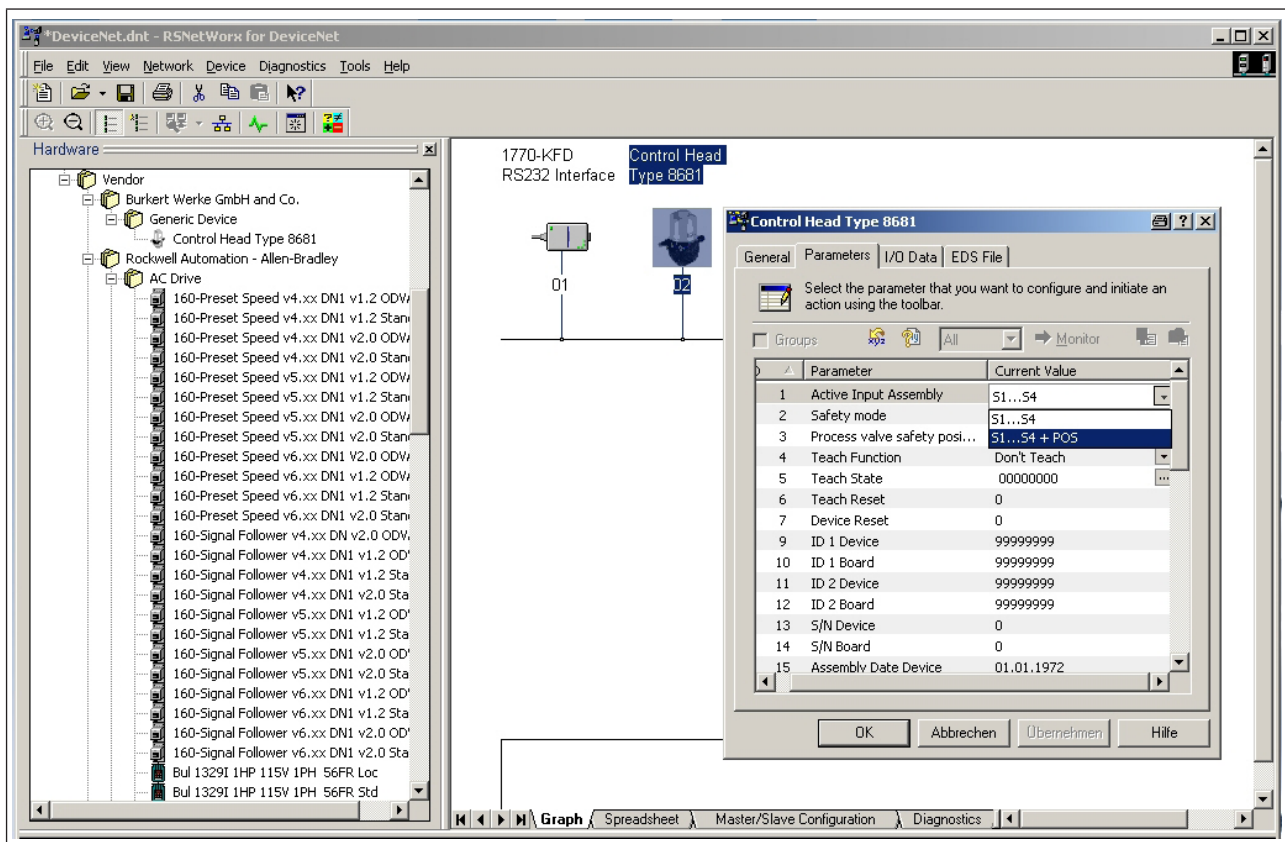 *DeviceNet.dnt - RSNetWorx for DeviceNet
File Edit View Network Device Diagnostics Tools Help
Hardware
Vendor
Burkert Werke GmbH and Co.
Generic Device
Control Head Type 8681
Rockwell Automation - Allen-Bradley
AC Drive
160-Preset Speed v4.xx DN1 v1.2 ODV
160-Preset Speed v4.xx DN1 v1.2 Stan
160-Preset Speed v4.xx DN1 v2.0 ODV
160-Preset Speed v4.xx DN1 v2.0 Stan
160-Preset Speed v5.xx DN1 v1.2 ODV
160-Preset Speed v5.xx DN1 v1.2 Stan
160-Preset Speed v5.xx DN1 v2.0 ODV
160-Preset Speed v5.xx DN1 v2.0 Stan
160-Preset Speed v6.xx DN1 V2.0 ODV
160-Preset Speed v6.xx DN1 v1.2 ODV
160-Preset Speed v6.xx DN1 v1.2 Stan
160-Preset Speed v6.xx DN1 v2.0 Stan
160-Signal Follower v4.xx DN v2.0 ODV
160-Signal Follower v4.xx DN1 v1.2 OD
160-Signal Follower v4.xx DN1 v1.2 Sta
160-Signal Follower v4.xx DN1 v2.0 Sta
160-Signal Follower v5.xx DN1 v1.2 OD
160-Signal Follower v5.xx DN1 v1.2 Sta
160-Signal Follower v5.xx DN1 v2.0 OD
160-Signal Follower v5.xx DN1 v2.0 Sta
160-Signal Follower v6.xx DN1 v1.2 OD
160-Signal Follower v6.xx DN1 v1.2 Sta
160-Signal Follower v6.xx DN1 v2.0 OD
160-Signal Follower v6.xx DN1 v2.0 Sta
Bul 1329I 1HP 115V 1PH 56FR Loc
Bul 1329I 1HP 115V 1PH 56FR Std
1770-KFD
RS232 Interface
Control Head
Type 8681
01
02
Control Head Type 8681
General Parameters I/O Data EDS File
Select the parameter that you want to configure and initiate an
action using the toolbar.
Groups All Monitor
Parameter Current Value
1 Active Input Assembly S1...S4
2 Safety mode S1...S4
3 Process valve safety posi... S1...S4 + POS
4 Teach Function Don't Teach
5 Teach State 00000000 ...
6 Teach Reset 0
7 Device Reset 0
9 ID 1 Device 99999999
10 ID 1 Board 99999999
11 ID 2 Device 99999999
12 ID 2 Board 99999999
13 S/N Device 0
14 S/N Board 0
15 Assembly Date Device 01.01.1972
OK Abbrechen Übernehmen Hilfe
Graph Spreadsheet Master/Slave Configuration Diagnostics